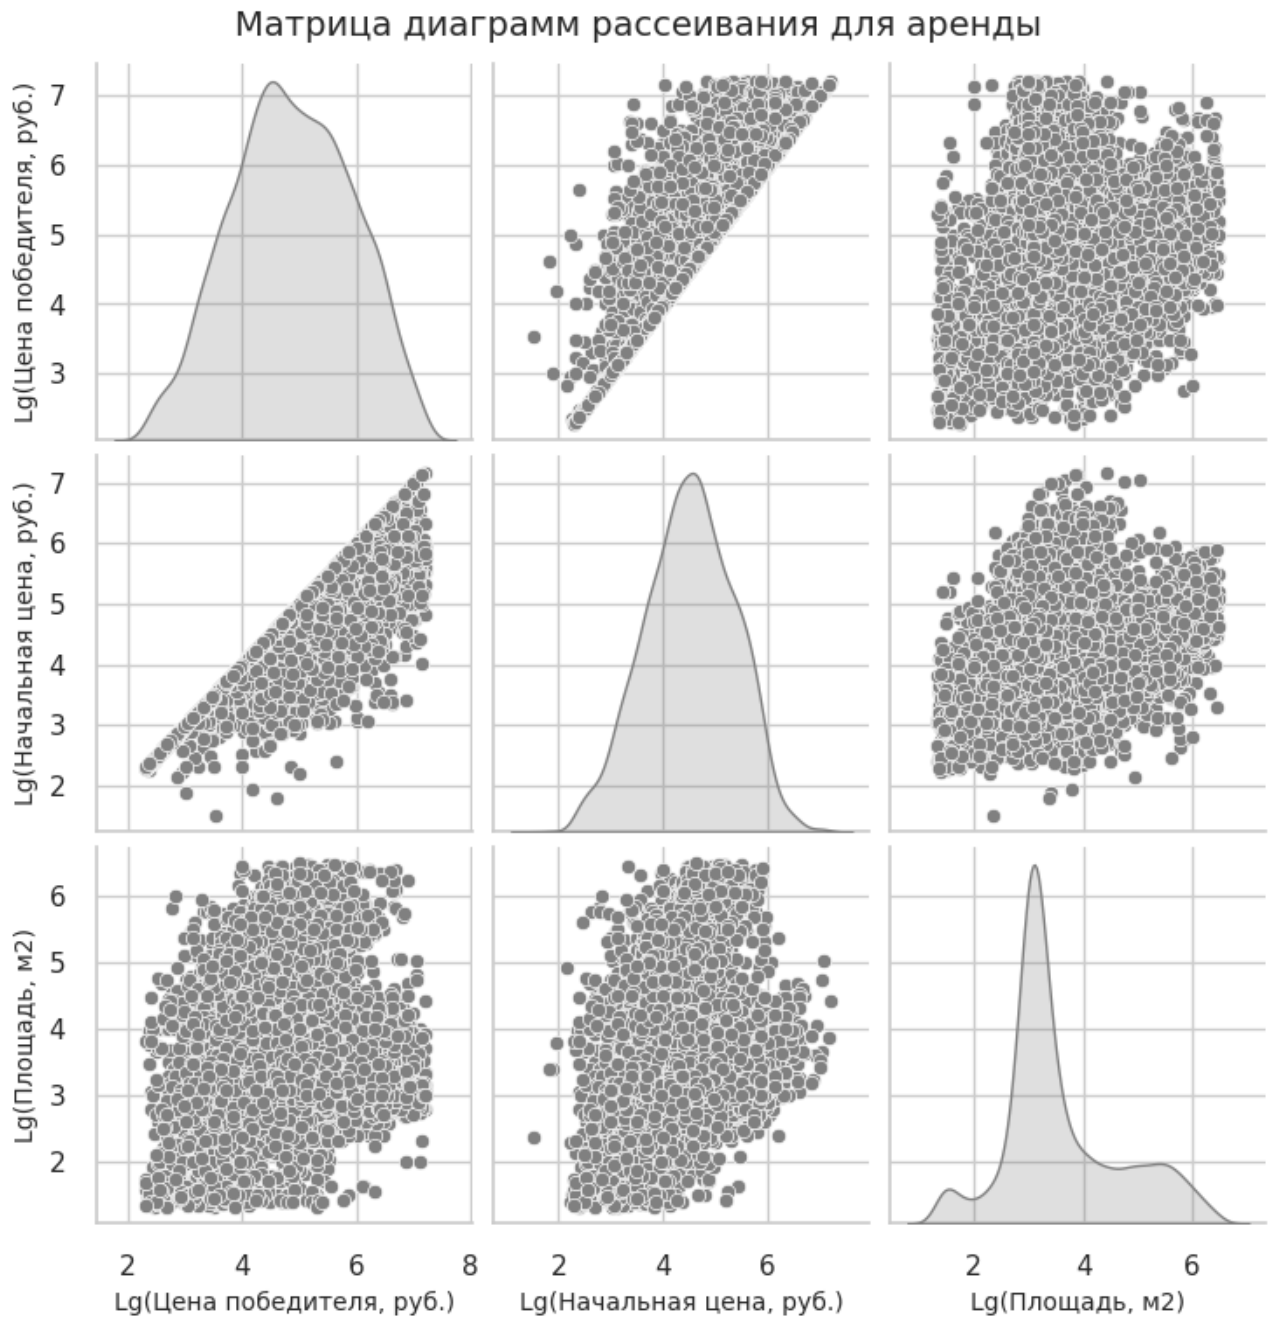 Матрица диаграмм рассеивания для аренды
Lg(Цена победителя, руб.)
7
6
5
4
3
Lg(Начальная цена, руб.)
7
6
5
4
3
2
Lg(Площадь, м2)
6
5
4
3
2
2 4 6 8
2 4 6
2 4 6
Lg(Цена победителя, руб.)
Lg(Начальная цена, руб.)
Lg(Площадь, м2)